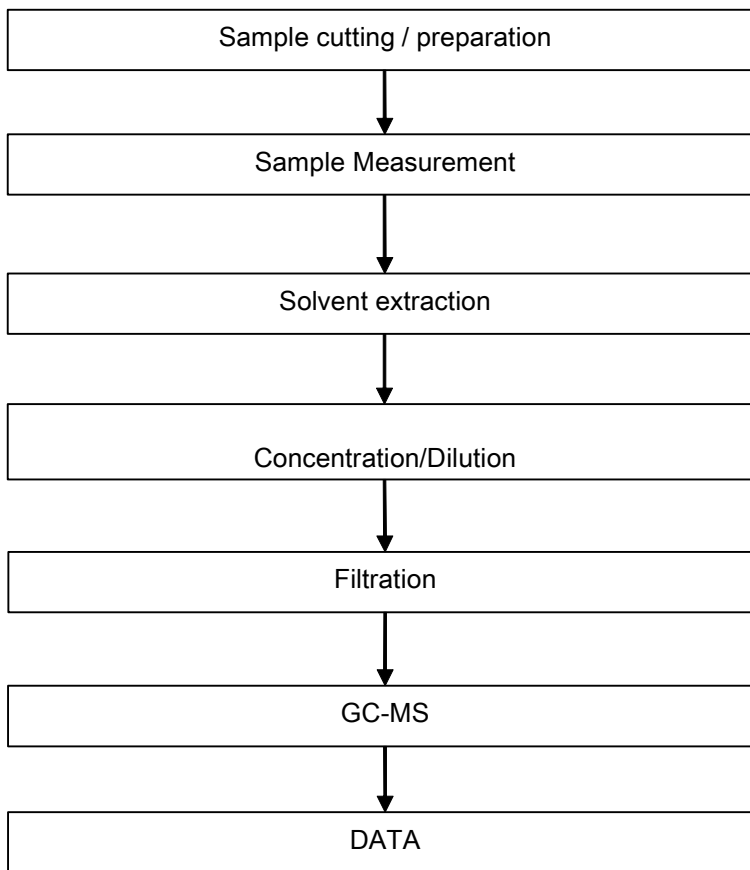 Sample cutting / preparation
Sample Measurement
Solvent extraction
Concentration/Dilution
Filtration
GC-MS
DATA